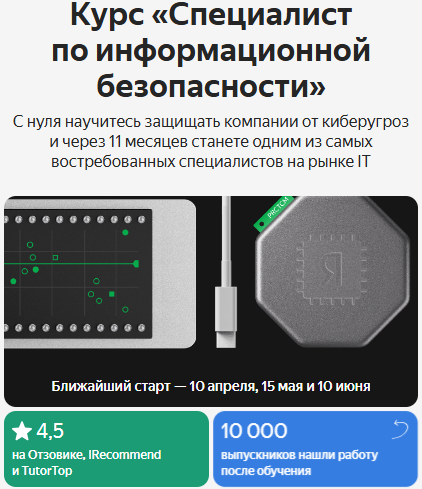 Курс «Специалист
по информационной
безопасности»
С нуля научитесь защищать компании от киберугроз
и через 11 месяцев станете одним из самых
востребованных специалистов на рынке IT
Я
Ближайший старт — 10 апреля, 15 мая и 10 июня
4,5
на Отзовике, IRecommend
и TutorTop
10 000
выпускников нашли работу
после обучения